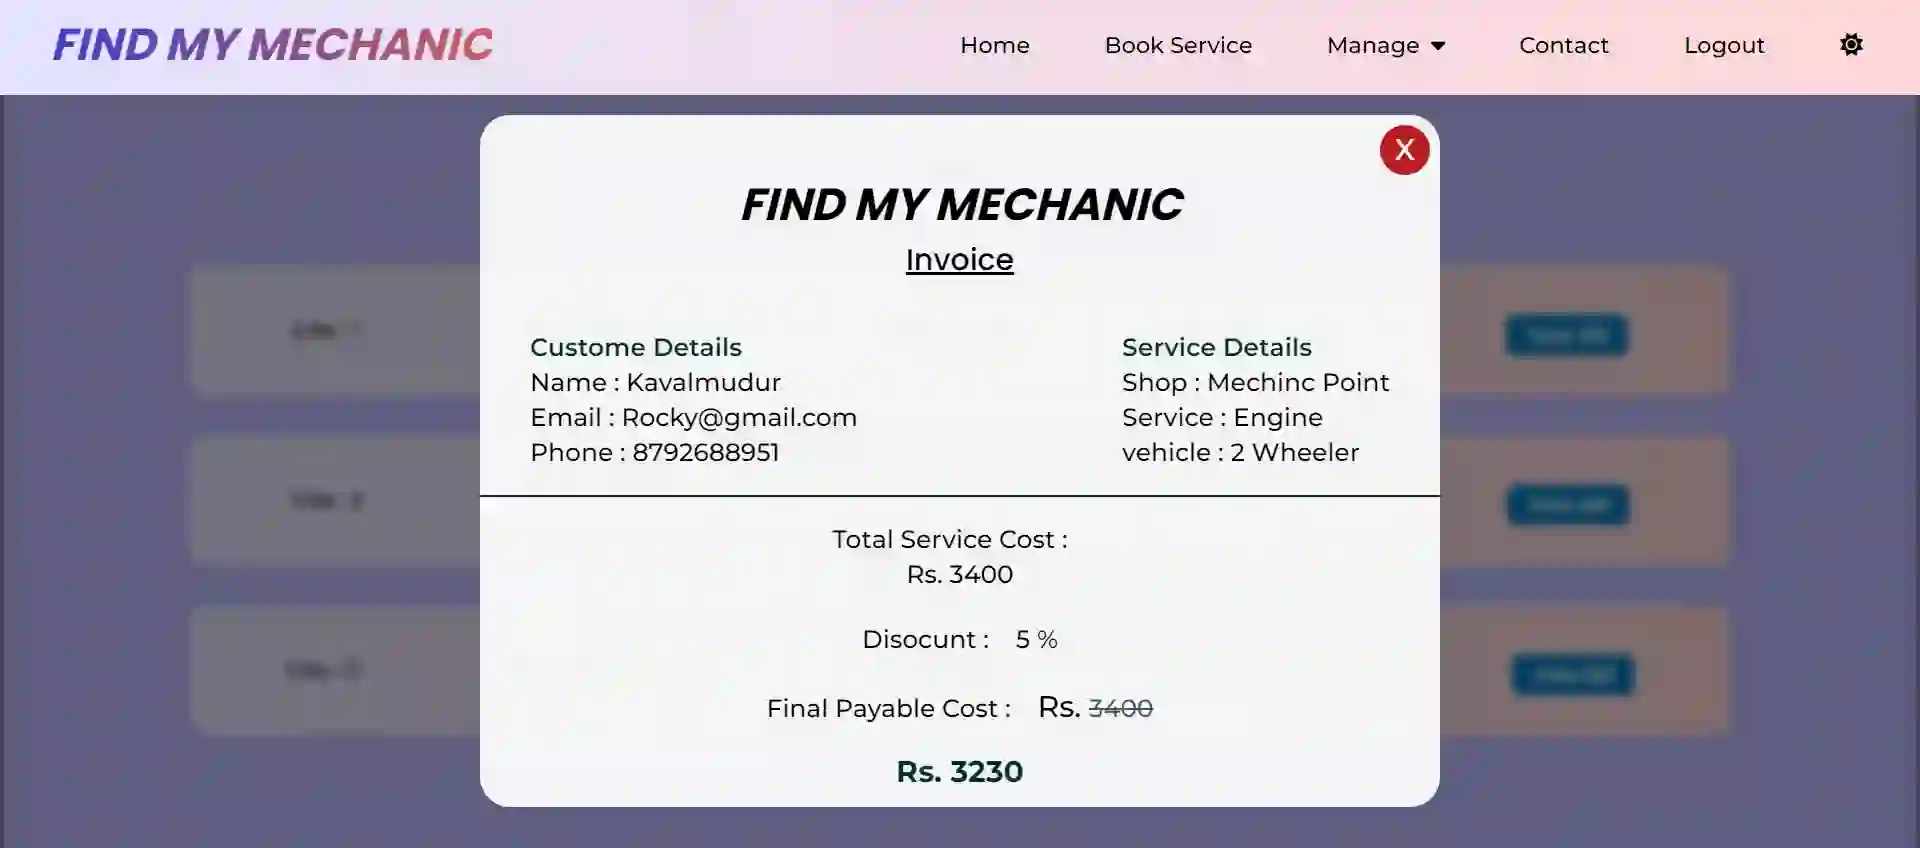 FIND MY MECHANIC
Home Book Service Manage Contact Logout
X
FIND MY MECHANIC
Invoice
Custome Details
Name : Kavalmudur
Email : Rocky@gmail.com
Phone : 8792688951
Service Details
Shop : Mechinc Point
Service : Engine
vehicle : 2 Wheeler
Total Service Cost :
Rs. 3400
Disocunt : 5 %
Final Payable Cost : Rs. 3400
Rs. 3230